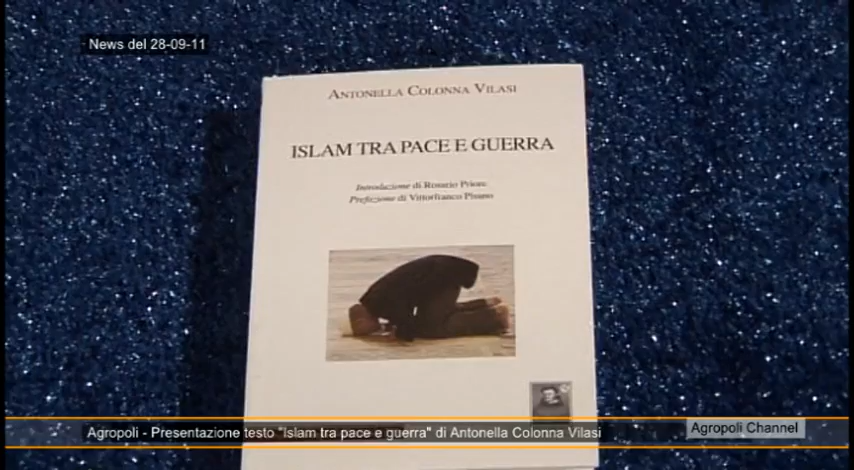 News del 28-09-11
ANTONELLA COLONNA VILASI
ISLAM TRA PACE E GUERRA
Introduzione di Rosario Priore
Prefazione di Vittorfranco Pisano
Agropoli - Presentazione testo "Islam tra pace e guerra" di Antonella Colonna Vilasi
Agropoli Channel